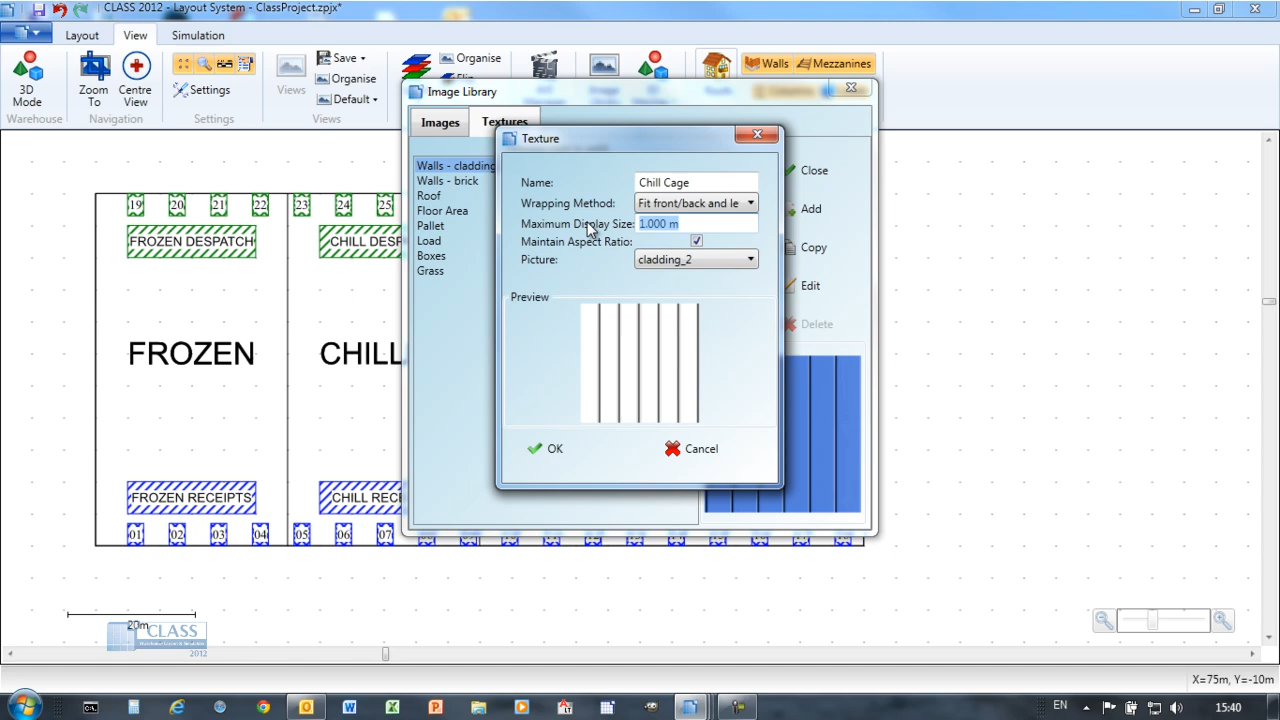 CLASS 2012 - Layout System - ClassProject.zpjx*
Layout View Simulation
3D Mode
Zoom To
Centre View
Settings
Views
Save
Organise
Default
Organise
Flip
Walls
Mezzanines
Warehouse Navigation Settings Views
Image Library
Images Textures
Walls - cladding
Walls - brick
Roof
Floor Area
Pallet
Load
Boxes
Grass
Close
Add
Copy
Edit
Delete
Texture
Name: Chill Cage
Wrapping Method: Fit front/back and le
Maximum Display Size: 1.000 m
Maintain Aspect Ratio:
Picture: cladding_2
Preview
OK Cancel
19 20 21 22 23 24 25
FROZEN DESPATCH CHILL DESP
FROZEN CHILL
FROZEN RECEIPTS CHILL RECE
01 02 03 04 05 06 07
20m
CLASS
2012
X=75m, Y=-10m
EN 15:40